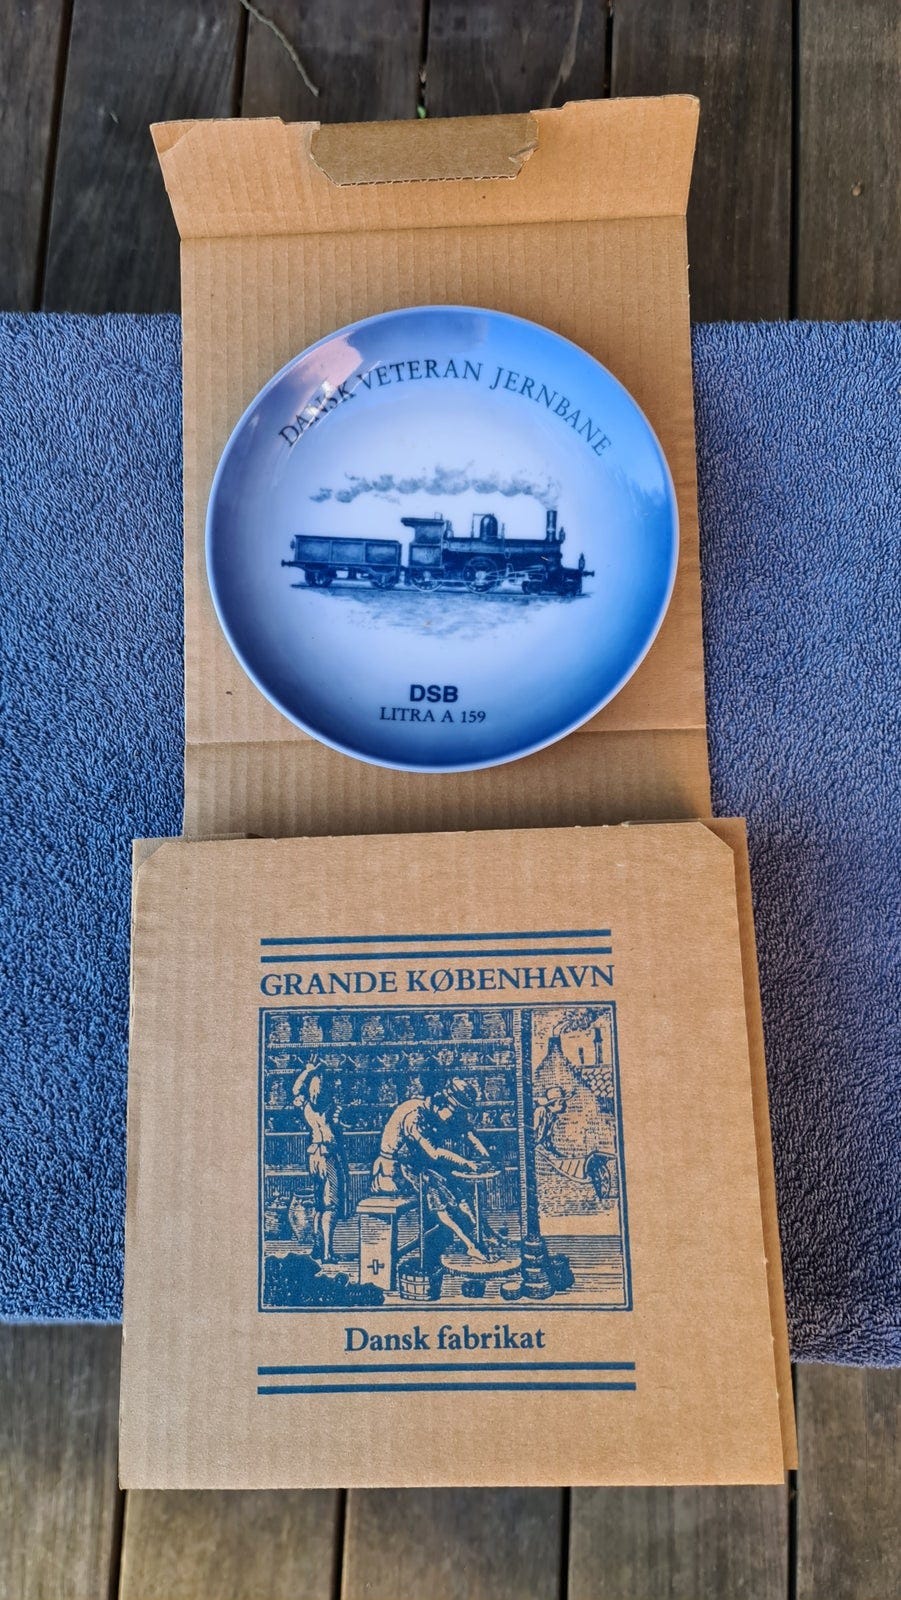 DANSK VETERAN JERNBANE
DSB
LITRA A 159
GRANDE KØBENHAVN
Dansk fabrikat